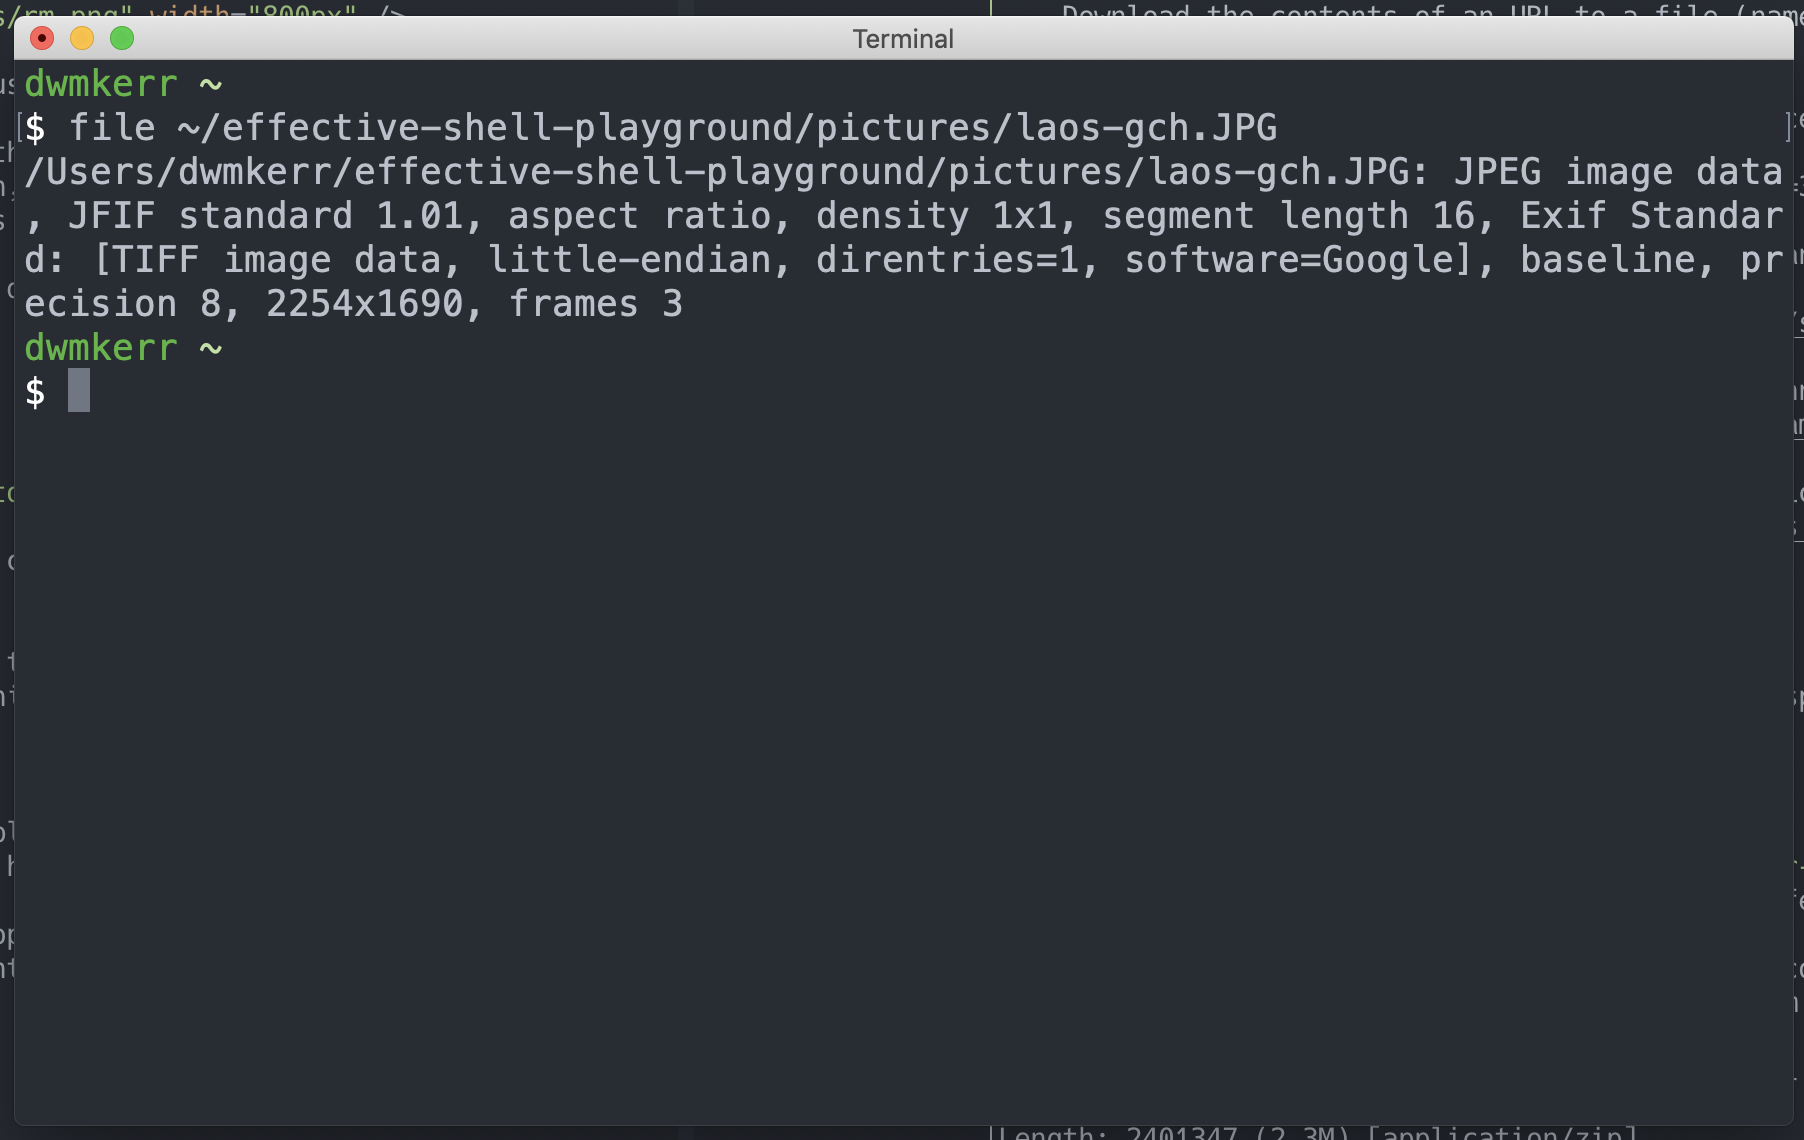 s/rm.png" width="800px" />
Download the contents of an URL to a file (name
Terminal
dwmkerr ~
$ file ~/effective-shell-playground/pictures/laos-gch.JPG
/Users/dwmkerr/effective-shell-playground/pictures/laos-gch.JPG: JPEG image data
, JFIF standard 1.01, aspect ratio, density 1x1, segment length 16, Exif Standar
d: [TIFF image data, little-endian, direntries=1, software=Google], baseline, pr
ecision 8, 2254x1690, frames 3
dwmkerr ~
$
Length: 2401347 (2.3M) [application/zip]